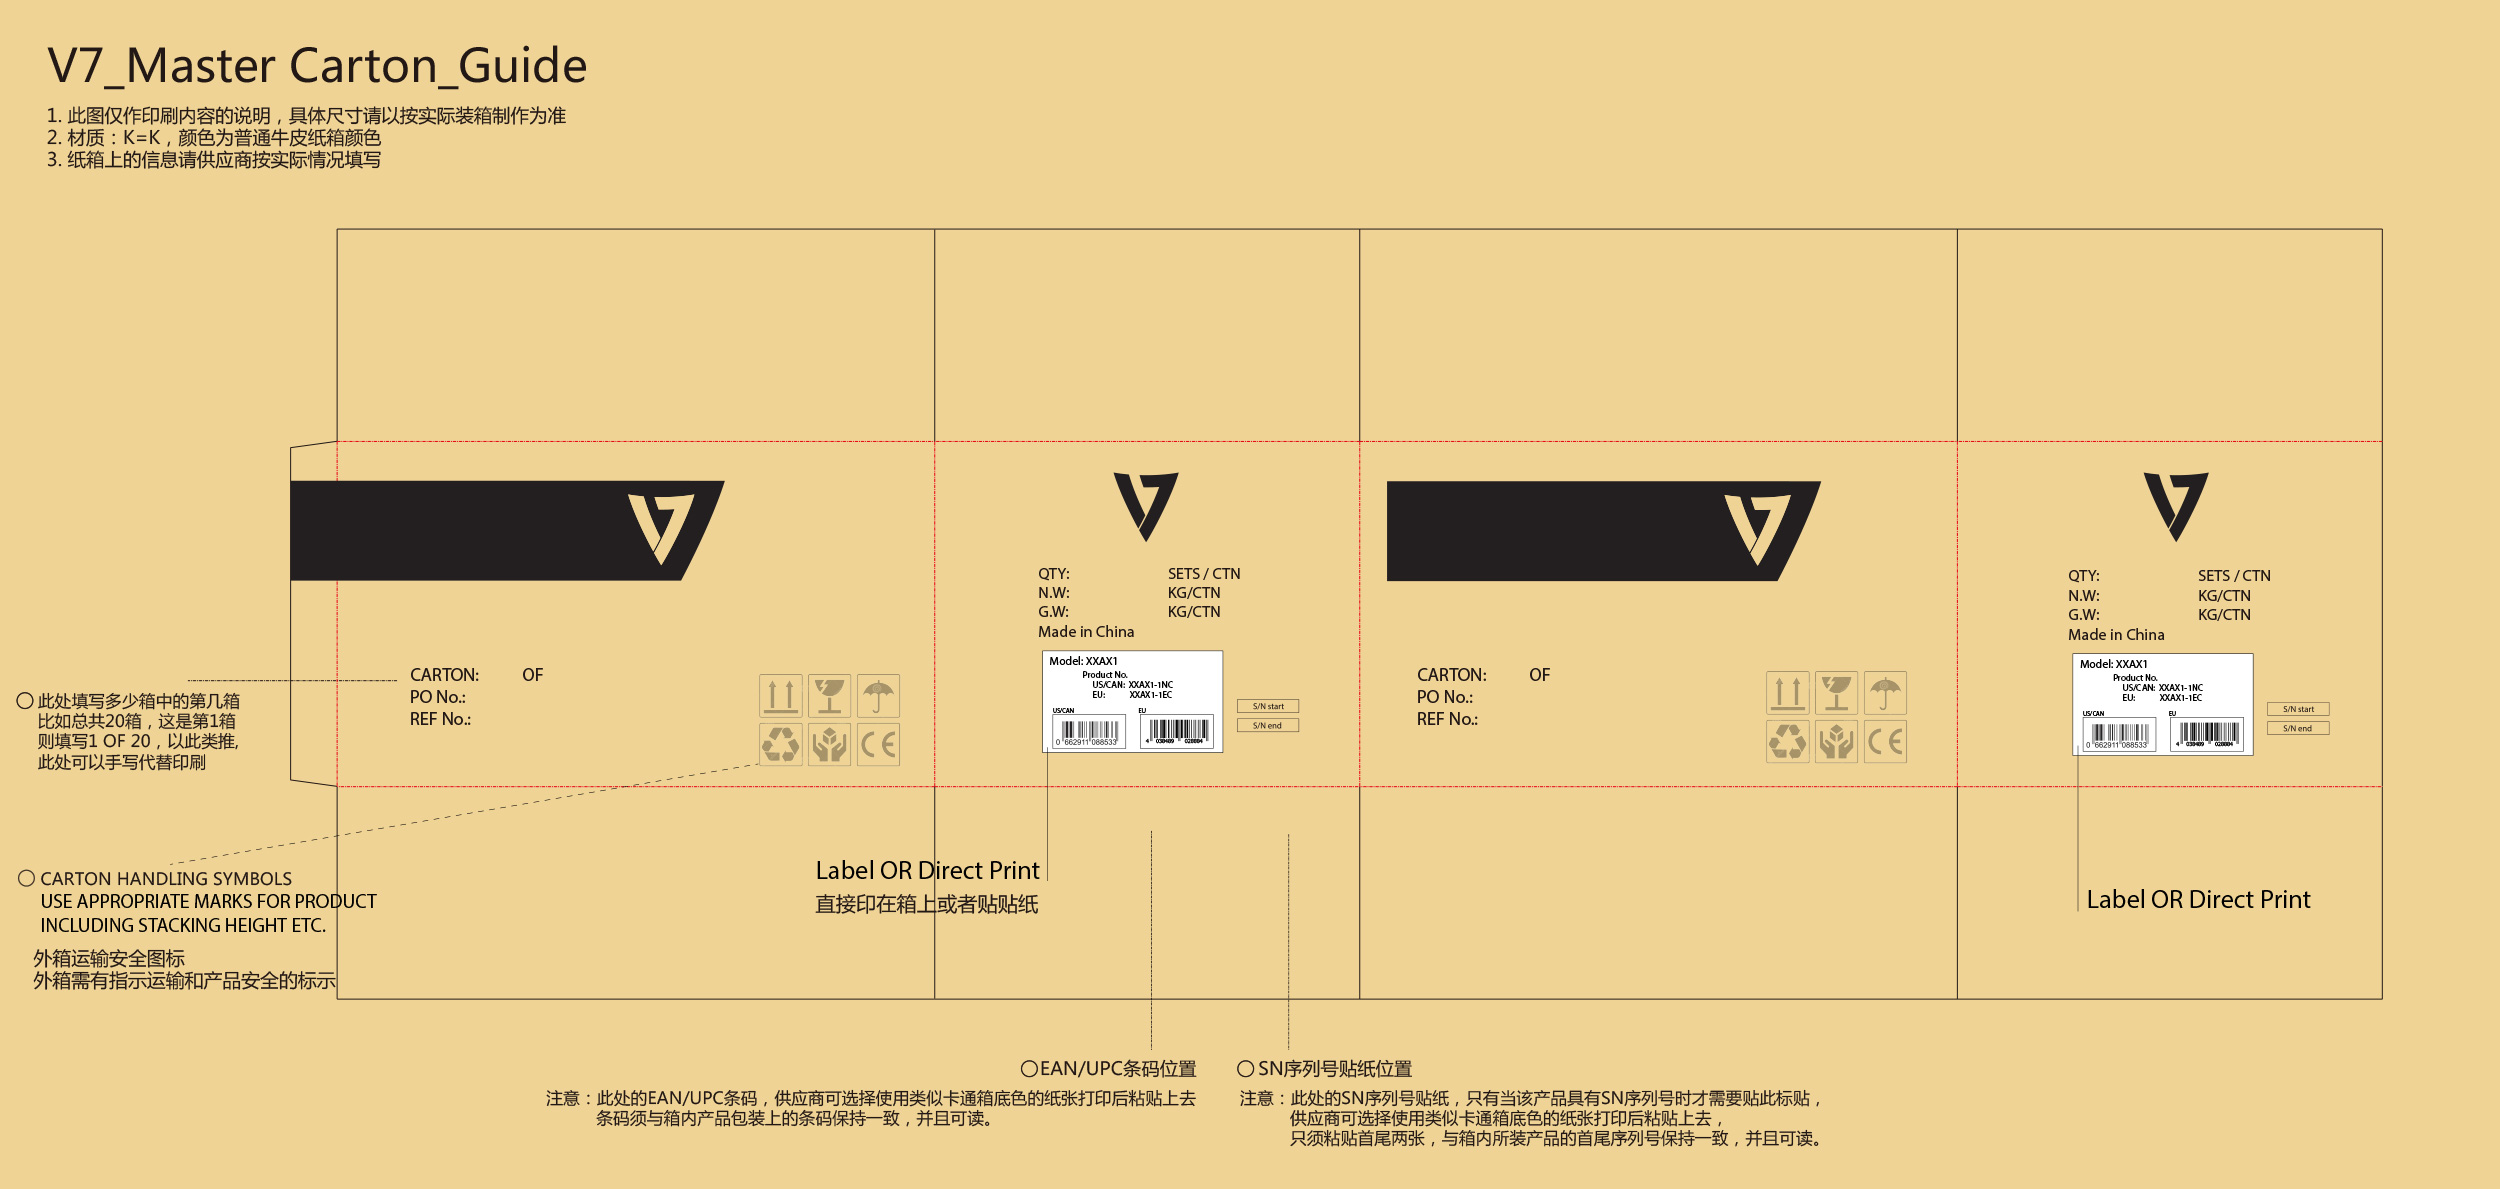 V7_Master Carton_Guide
1. 此图仅作印刷内容的说明，具体尺寸请以按实际装箱制作为准
2. 材质：K=K，颜色为普通牛皮纸箱颜色
3. 纸箱上的信息请供应商按实际情况填写
CARTON: OF
PO No.:
REF No.:
QTY: SETS / CTN
N.W: KG/CTN
G.W: KG/CTN
Made in China
Model: XXAX1
Product No.
US/CAN: XXAX1-1NC
EU: XXAX1-1EC
US/CAN EU
0 662911 088533
4 038489 028884
S/N start
S/N end
CARTON: OF
PO No.:
REF No.:
QTY: SETS / CTN
N.W: KG/CTN
G.W: KG/CTN
Made in China
Model: XXAX1
Product No.
US/CAN: XXAX1-1NC
EU: XXAX1-1EC
US/CAN EU
0 662911 088533
4 038489 028884
S/N start
S/N end
此处填写多少箱中的第几箱
比如总共20箱，这是第1箱
则填写1 OF 20，以此类推,
此处可以手写代替印刷
CARTON HANDLING SYMBOLS
USE APPROPRIATE MARKS FOR PRODUCT
INCLUDING STACKING HEIGHT ETC.
外箱运输安全图标
外箱需有指示运输和产品安全的标示
Label OR Direct Print
直接印在箱上或者贴贴纸
Label OR Direct Print
EAN/UPC条码位置
注意：此处的EAN/UPC条码，供应商可选择使用类似卡通箱底色的纸张打印后粘贴上去
条码须与箱内产品包装上的条码保持一致，并且可读。
SN序列号贴纸位置
注意：此处的SN序列号贴纸，只有当该产品具有SN序列号时才需要贴此标贴，
供应商可选择使用类似卡通箱底色的纸张打印后粘贴上去，
只须粘贴首尾两张，与箱内所装产品的首尾序列号保持一致，并且可读。